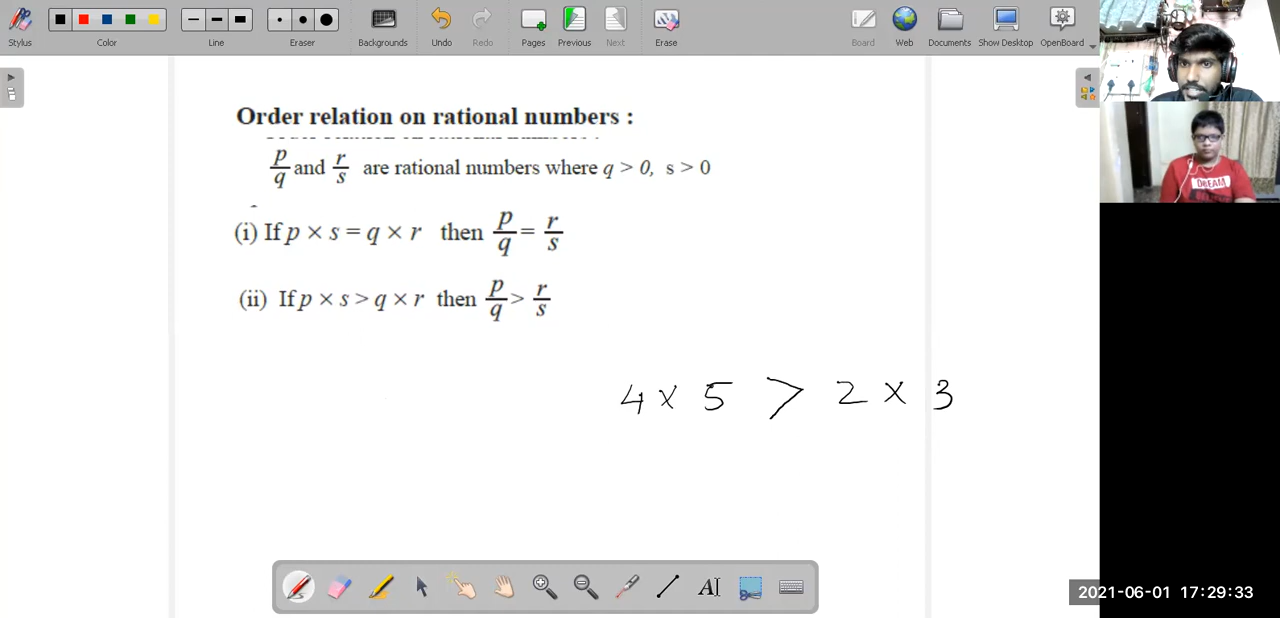 Stylus Color Line Eraser Backgrounds Undo Redo Pages Previous Next Erase Board Web Documents Show Desktop OpenBoard
Order relation on rational numbers :
p/q and r/s are rational numbers where q > 0, s > 0
(i) If p × s = q × r then p/q = r/s
(ii) If p × s > q × r then p/q > r/s
4 × 5 > 2 × 3
DREAM
2021-06-01 17:29:33